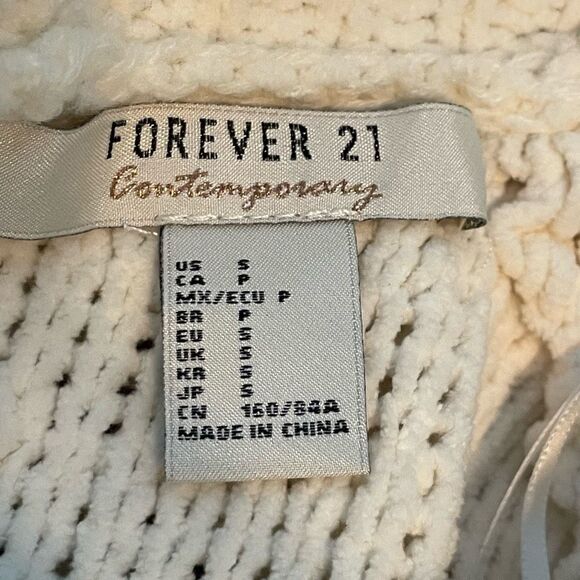 FOREVER 21
Contemporary
US S
CA P
MX/ECU P
BR P
EU S
UK S
KR S
JP S
CN 160/84A
MADE IN CHINA